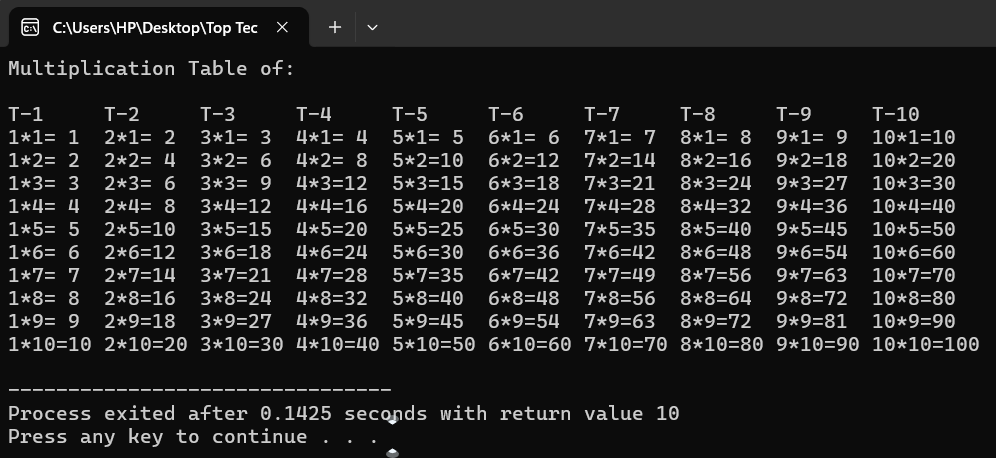 C:\Users\HP\Desktop\Top Tec
Multiplication Table of:
T-1     T-2     T-3     T-4     T-5     T-6     T-7     T-8     T-9     T-10
1*1= 1  2*1= 2  3*1= 3  4*1= 4  5*1= 5  6*1= 6  7*1= 7  8*1= 8  9*1= 9  10*1=10
1*2= 2  2*2= 4  3*2= 6  4*2= 8  5*2=10  6*2=12  7*2=14  8*2=16  9*2=18  10*2=20
1*3= 3  2*3= 6  3*3= 9  4*3=12  5*3=15  6*3=18  7*3=21  8*3=24  9*3=27  10*3=30
1*4= 4  2*4= 8  3*4=12  4*4=16  5*4=20  6*4=24  7*4=28  8*4=32  9*4=36  10*4=40
1*5= 5  2*5=10  3*5=15  4*5=20  5*5=25  6*5=30  7*5=35  8*5=40  9*5=45  10*5=50
1*6= 6  2*6=12  3*6=18  4*6=24  5*6=30  6*6=36  7*6=42  8*6=48  9*6=54  10*6=60
1*7= 7  2*7=14  3*7=21  4*7=28  5*7=35  6*7=42  7*7=49  8*7=56  9*7=63  10*7=70
1*8= 8  2*8=16  3*8=24  4*8=32  5*8=40  6*8=48  7*8=56  8*8=64  9*8=72  10*8=80
1*9= 9  2*9=18  3*9=27  4*9=36  5*9=45  6*9=54  7*9=63  8*9=72  9*9=81  10*9=90
1*10=10 2*10=20 3*10=30 4*10=40 5*10=50 6*10=60 7*10=70 8*10=80 9*10=90 10*10=100
--------------------------------
Process exited after 0.1425 seconds with return value 10
Press any key to continue . . .